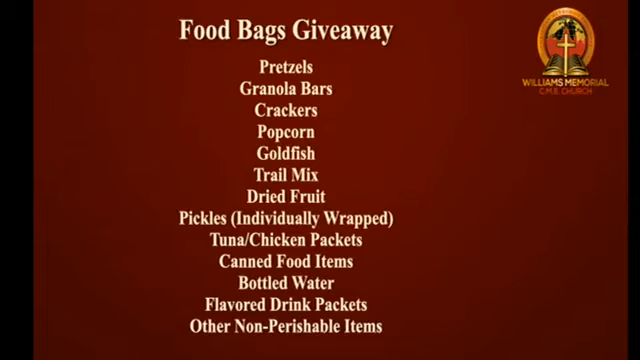 Food Bags Giveaway
Pretzels
Granola Bars
Crackers
Popcorn
Goldfish
Trail Mix
Dried Fruit
Pickles (Individually Wrapped)
Tuna/Chicken Packets
Canned Food Items
Bottled Water
Flavored Drink Packets
Other Non-Perishable Items
WILLIAMS MEMORIAL
C.M.E. CHURCH